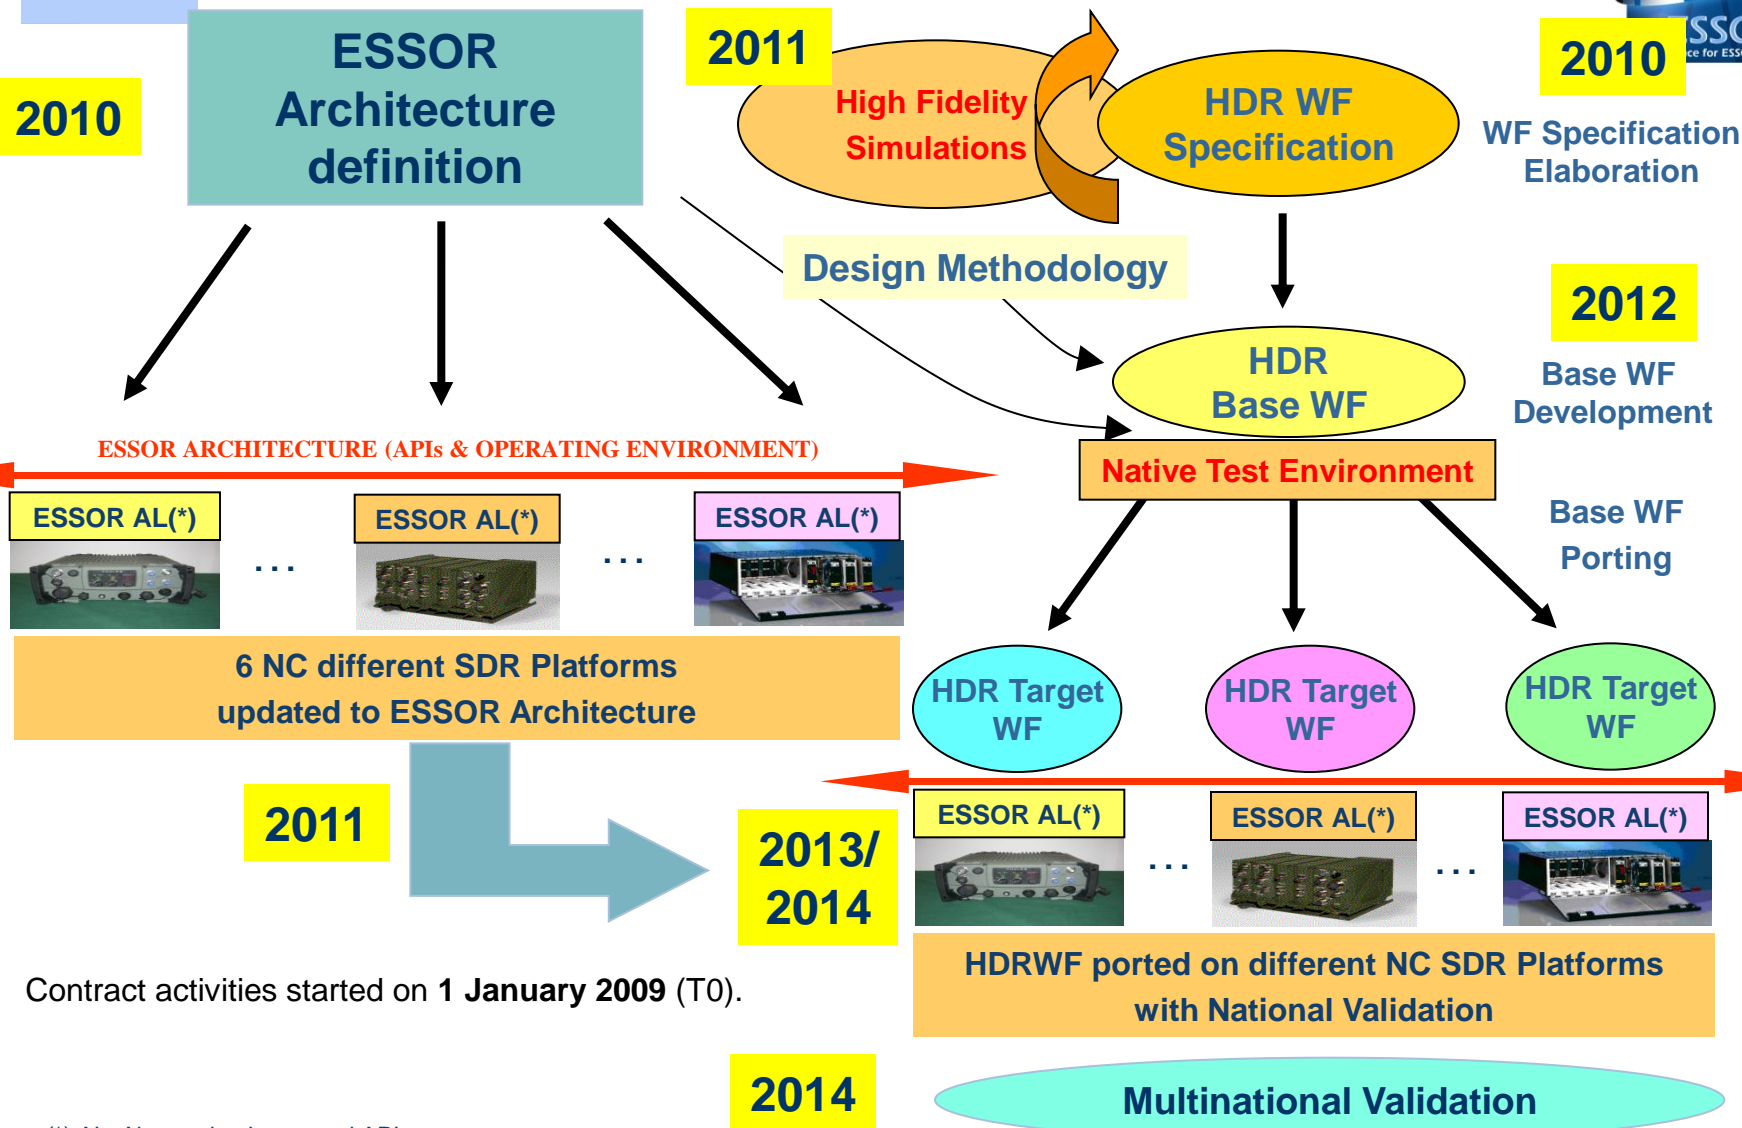 2010
ESSOR
Architecture
definition
2011
High Fidelity
Simulations
HDR WF
Specification
2010
WF Specification
Elaboration
Design Methodology
2012
HDR
Base WF
Base WF
Development
Native Test Environment
Base WF
Porting
ESSOR ARCHITECTURE (APIs & OPERATING ENVIRONMENT)
ESSOR AL(*)
...
ESSOR AL(*)
...
ESSOR AL(*)
6 NC different SDR Platforms
updated to ESSOR Architecture
HDR Target
WF
HDR Target
WF
HDR Target
WF
2011
2013/
2014
ESSOR AL(*)
...
ESSOR AL(*)
...
ESSOR AL(*)
HDRWF ported on different NC SDR Platforms
with National Validation
Contract activities started on 1 January 2009 (T0).
2014
Multinational Validation